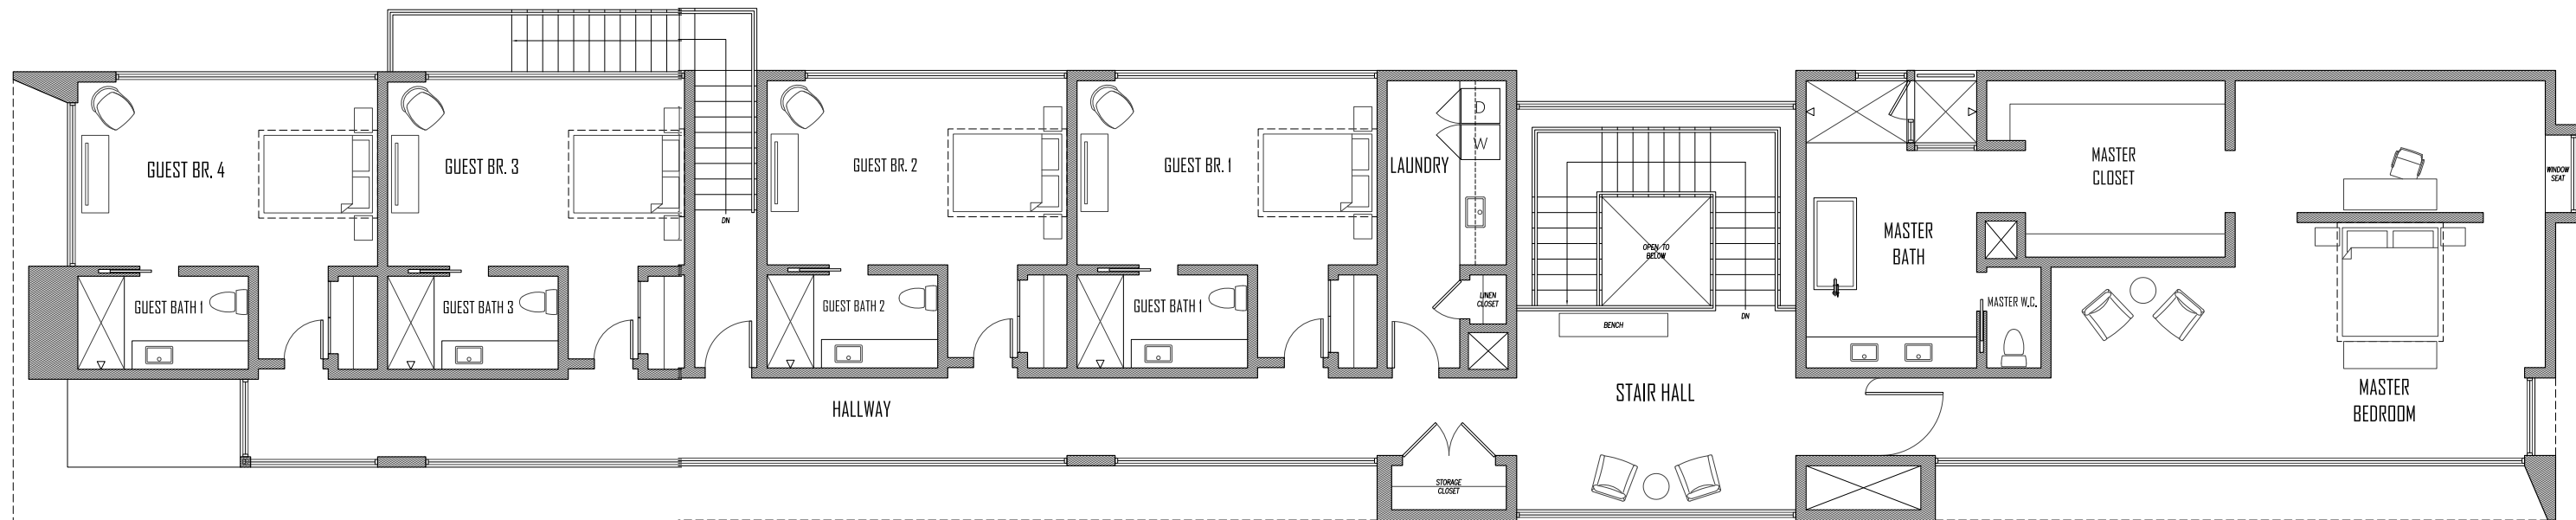 GUEST BR. 4
GUEST BR. 3
DN
GUEST BR. 2
GUEST BR. 1
LAUNDRY
D
W
OPEN TO
BELOW
DN
MASTER
BATH
MASTER
CLOSET
WINDOW
SEAT
GUEST BATH 1
GUEST BATH 3
GUEST BATH 2
GUEST BATH 1
LINEN
CLOSET
BENCH
MASTER W.C.
HALLWAY
STAIR HALL
MASTER
BEDROOM
STORAGE
CLOSET